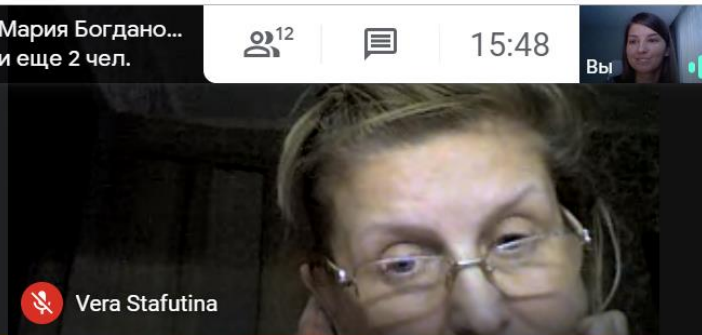 Мария Богдано...
и еще 2 чел.
12
15:48
Вы
Vera Stafutina